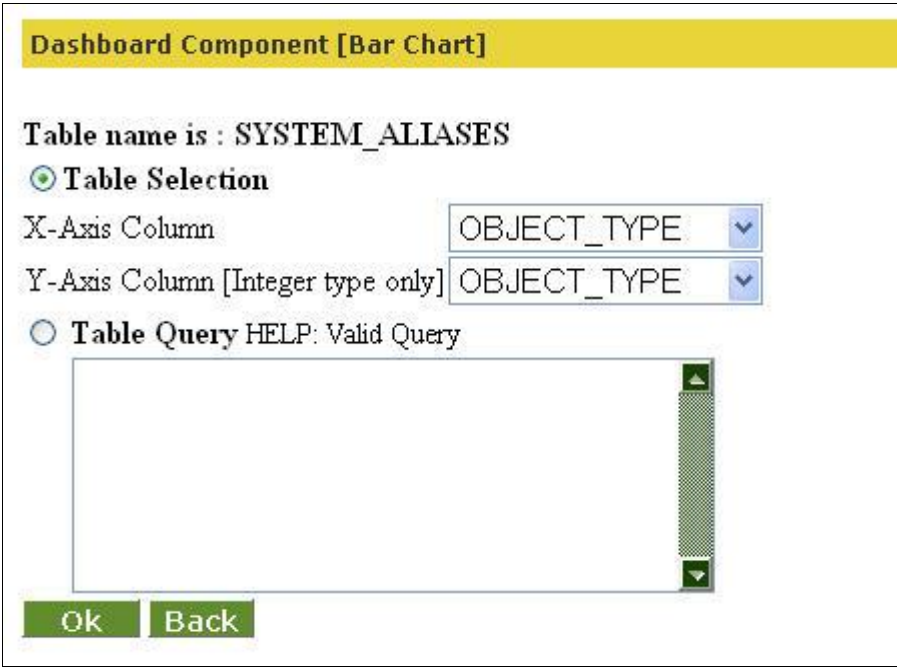 Dashboard Component [Bar Chart]
Table name is : SYSTEM_ALIASES
Table Selection
X-Axis Column OBJECT_TYPE
Y-Axis Column [Integer type only] OBJECT_TYPE
Table Query HELP: Valid Query
Ok Back